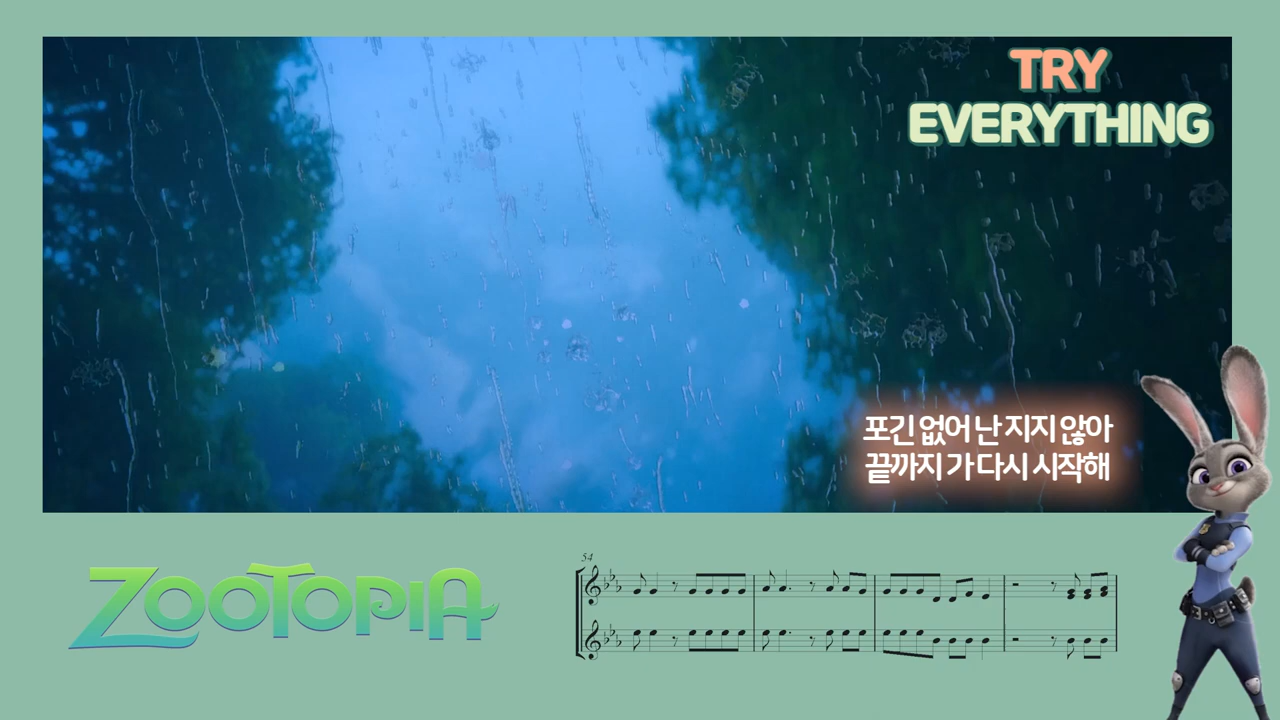 TRY
EVERYTHING
포긴 없어 난 지지 않아
끝까지 가 다시 시작해
ZOOTOPIA
54